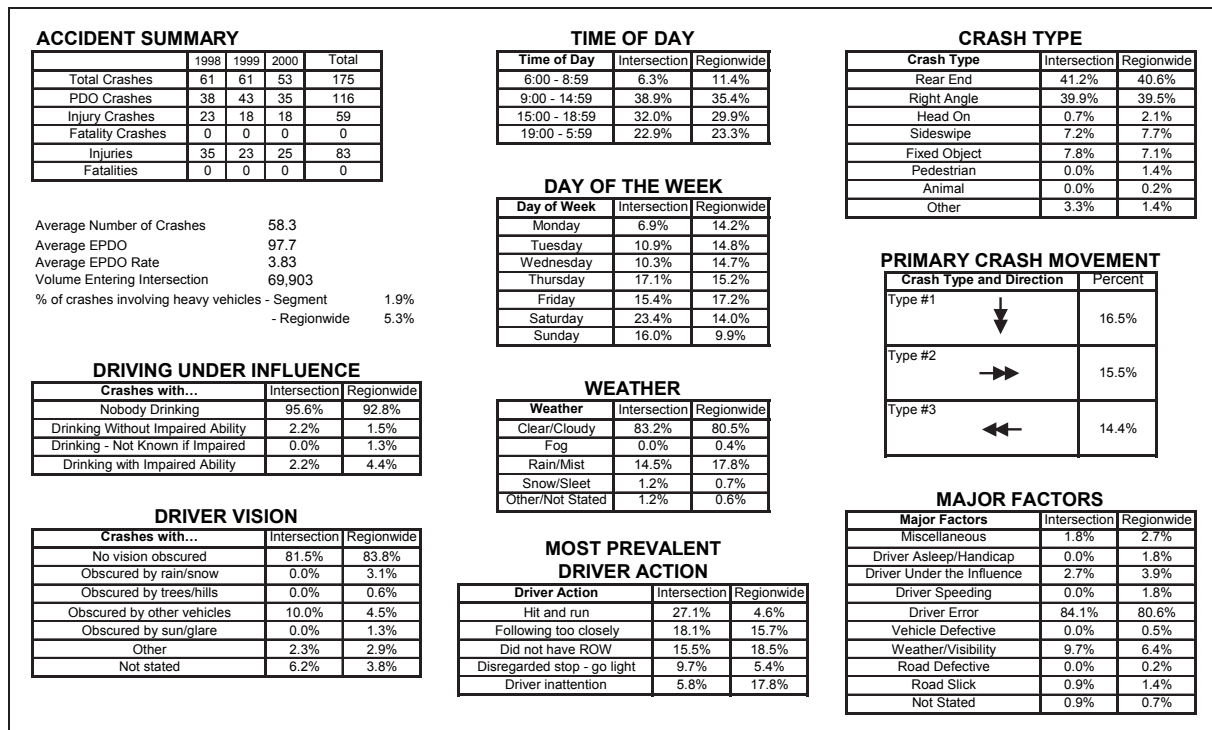 ACCIDENT SUMMARY
1998 1999 2000 Total
Total Crashes 61 61 53 175
PDO Crashes 38 43 35 116
Injury Crashes 23 18 18 59
Fatality Crashes 0 0 0 0
Injuries 35 23 25 83
Fatalities 0 0 0 0
Average Number of Crashes 58.3
Average EPDO 97.7
Average EPDO Rate 3.83
Volume Entering Intersection 69,903
% of crashes involving heavy vehicles - Segment 1.9%
- Regionwide 5.3%
DRIVING UNDER INFLUENCE
Crashes with... Intersection Regionwide
Nobody Drinking 95.6% 92.8%
Drinking Without Impaired Ability 2.2% 1.5%
Drinking - Not Known if Impaired 0.0% 1.3%
Drinking with Impaired Ability 2.2% 4.4%
DRIVER VISION
Crashes with... Intersection Regionwide
No vision obscured 81.5% 83.8%
Obscured by rain/snow 0.0% 3.1%
Obscured by trees/hills 0.0% 0.6%
Obscured by other vehicles 10.0% 4.5%
Obscured by sun/glare 0.0% 1.3%
Other 2.3% 2.9%
Not stated 6.2% 3.8%
TIME OF DAY
Time of Day Intersection Regionwide
6:00 - 8:59 6.3% 11.4%
9:00 - 14:59 38.9% 35.4%
15:00 - 18:59 32.0% 29.9%
19:00 - 5:59 22.9% 23.3%
DAY OF THE WEEK
Day of Week Intersection Regionwide
Monday 6.9% 14.2%
Tuesday 10.9% 14.8%
Wednesday 10.3% 14.7%
Thursday 17.1% 15.2%
Friday 15.4% 17.2%
Saturday 23.4% 14.0%
Sunday 16.0% 9.9%
WEATHER
Weather Intersection Regionwide
Clear/Cloudy 83.2% 80.5%
Fog 0.0% 0.4%
Rain/Mist 14.5% 17.8%
Snow/Sleet 1.2% 0.7%
Other/Not Stated 1.2% 0.6%
MOST PREVALENT
DRIVER ACTION
Driver Action Intersection Regionwide
Hit and run 27.1% 4.6%
Following too closely 18.1% 15.7%
Did not have ROW 15.5% 18.5%
Disregarded stop - go light 9.7% 5.4%
Driver inattention 5.8% 17.8%
CRASH TYPE
Crash Type Intersection Regionwide
Rear End 41.2% 40.6%
Right Angle 39.9% 39.5%
Head On 0.7% 2.1%
Sideswipe 7.2% 7.7%
Fixed Object 7.8% 7.1%
Pedestrian 0.0% 1.4%
Animal 0.0% 0.2%
Other 3.3% 1.4%
PRIMARY CRASH MOVEMENT
Crash Type and Direction Percent
Type #1 16.5%
Type #2 15.5%
Type #3 14.4%
MAJOR FACTORS
Major Factors Intersection Regionwide
Miscellaneous 1.8% 2.7%
Driver Asleep/Handicap 0.0% 1.8%
Driver Under the Influence 2.7% 3.9%
Driver Speeding 0.0% 1.8%
Driver Error 84.1% 80.6%
Vehicle Defective 0.0% 0.5%
Weather/Visibility 9.7% 6.4%
Road Defective 0.0% 0.2%
Road Slick 0.9% 1.4%
Not Stated 0.9% 0.7%